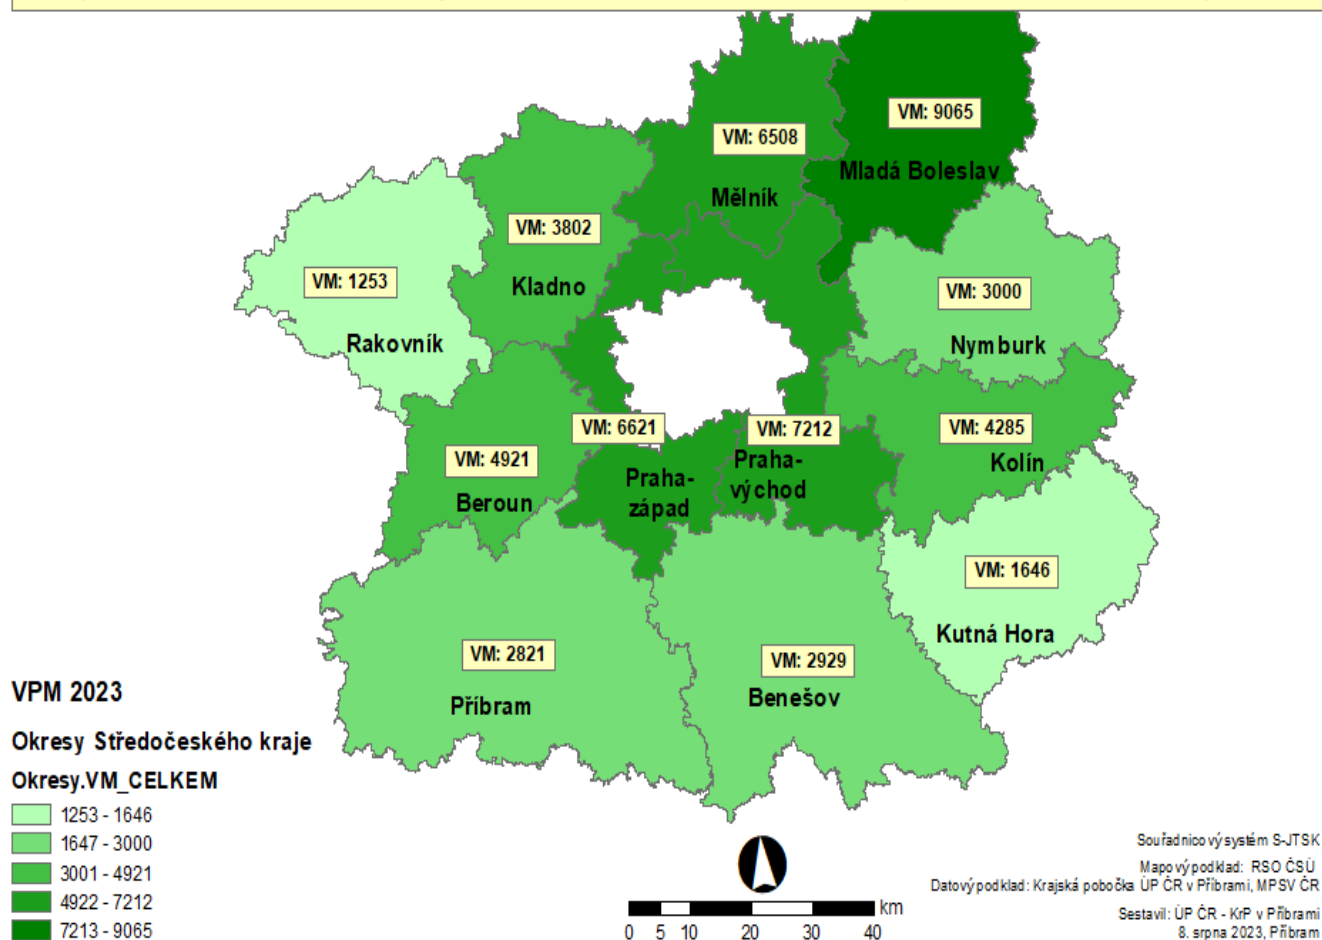 VM: 9065
Mladá Boleslav
VM: 6508
Mělník
VM: 3802
Kladno
VM: 1253
Rakovník
VM: 3000
Nymburk
VM: 6621
Praha-
západ
VM: 7212
Praha-
východ
VM: 4285
Kolín
VM: 4921
Beroun
VM: 1646
Kutná Hora
VM: 2821
Příbram
VM: 2929
Benešov
VPM 2023
Okresy Středočeského kraje
Okresy.VM_CELKEM
1253 - 1646
1647 - 3000
3001 - 4921
4922 - 7212
7213 - 9065
km
0 5 10 20 30 40
Souřadnicový systém S-JTSK
Mapový podklad: RSO ČSÚ
Datový podklad: Krajská pobočka ÚP ČR v Příbrami, MPSV ČR
Sestavil: ÚP ČR - KrP v Příbrami
8. srpna 2023, Příbram